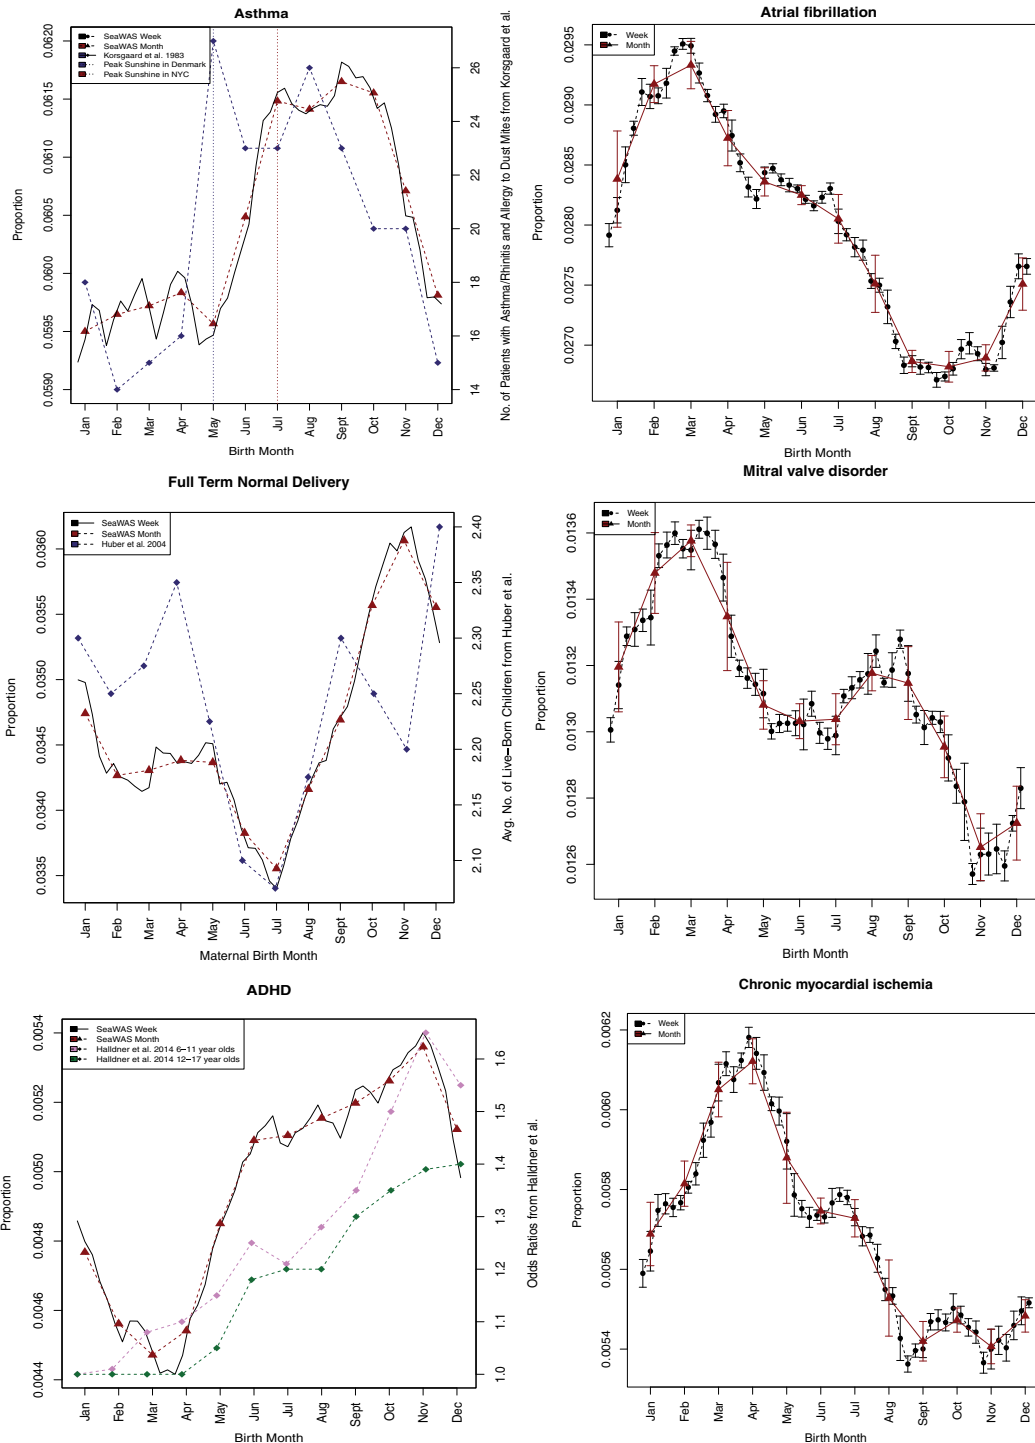 Asthma
SeaWAS Week
SeaWAS Month
Korsgaard et al. 1983
Peak Sunshine in Denmark
Peak Sunshine in NYC
0.0620
0.0615
0.0610
0.0605
0.0600
0.0595
0.0590
Proportion
26
24
22
20
18
16
14
No. of Patients with Asthma/Rhinitis and Allergy to Dust Mites from Korsgaard et al.
Jan Feb Mar Apr May Jun Jul Aug Sept Oct Nov Dec
Birth Month
Atrial fibrillation
Week
Month
0.0295
0.0290
0.0285
0.0280
0.0275
0.0270
Proportion
Jan Feb Mar Apr May Jun Jul Aug Sept Oct Nov Dec
Birth Month
Full Term Normal Delivery
SeaWAS Week
SeaWAS Month
Huber et al. 2004
0.0360
0.0355
0.0350
0.0345
0.0340
0.0335
Proportion
2.40
2.35
2.30
2.25
2.20
2.15
2.10
Avg. No. of Live−Born Children from Huber et al.
Jan Feb Mar Apr May Jun Jul Aug Sept Oct Nov Dec
Maternal Birth Month
Mitral valve disorder
Week
Month
0.0136
0.0134
0.0132
0.0130
0.0128
0.0126
Proportion
Jan Feb Mar Apr May Jun Jul Aug Sept Oct Nov Dec
Birth Month
ADHD
SeaWAS Week
SeaWAS Month
Halldner et al. 2014 6−11 year olds
Halldner et al. 2014 12−17 year olds
0.0054
0.0052
0.0050
0.0048
0.0046
0.0044
Proportion
1.6
1.5
1.4
1.3
1.2
1.1
1.0
Odds Ratios from Halldner et al.
Jan Feb Mar Apr May Jun Jul Aug Sep Oct Nov Dec
Birth Month
Chronic myocardial ischemia
Week
Month
0.0062
0.0060
0.0058
0.0056
0.0054
Proportion
Jan Feb Mar Apr May Jun Jul Aug Sept Oct Nov Dec
Birth Month